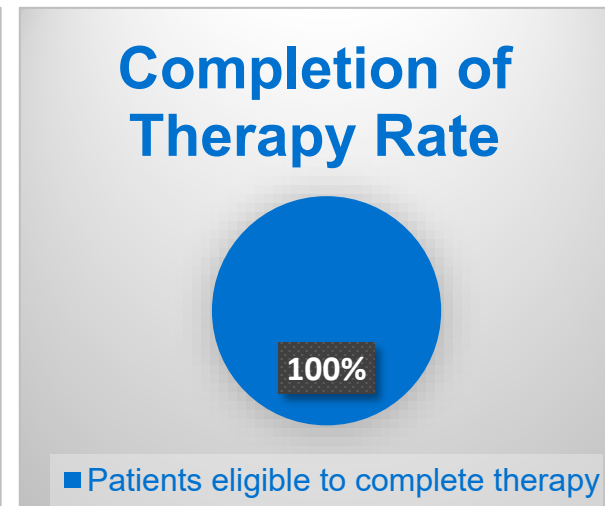 Completion of
Therapy Rate
100%
Patients eligible to complete therapy